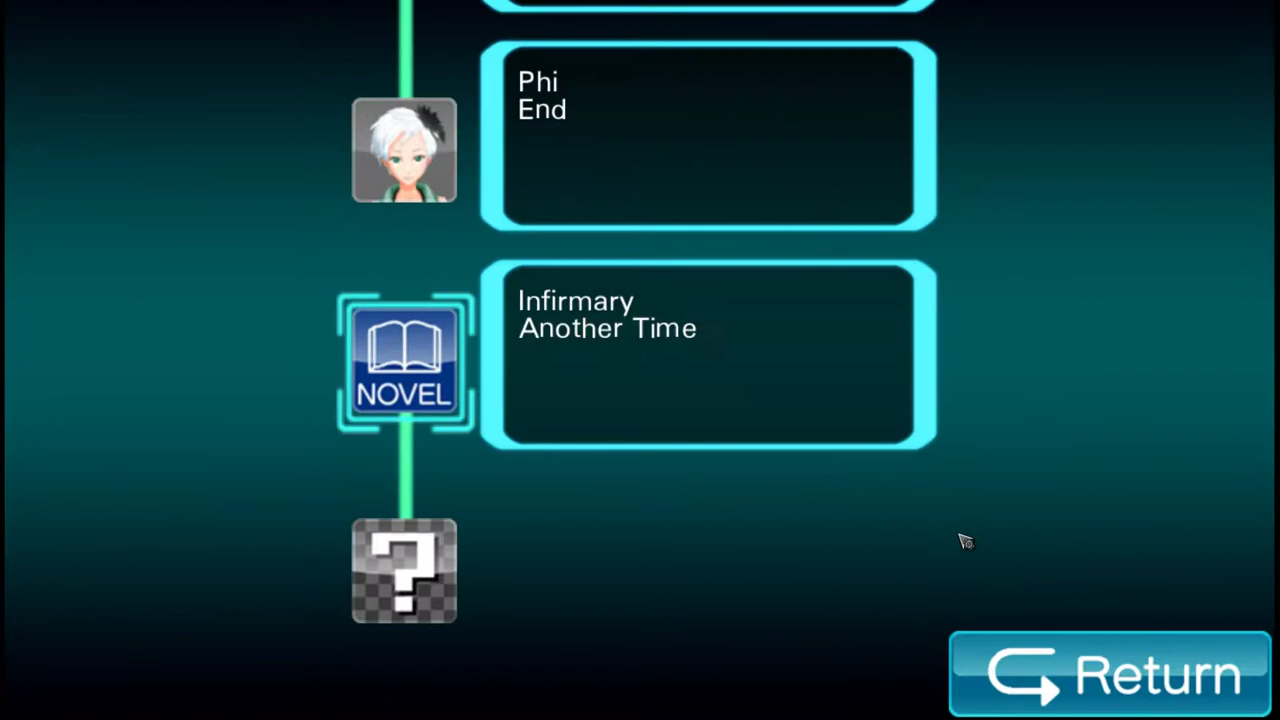 Phi
End
Infirmary
Another Time
NOVEL
?
Return